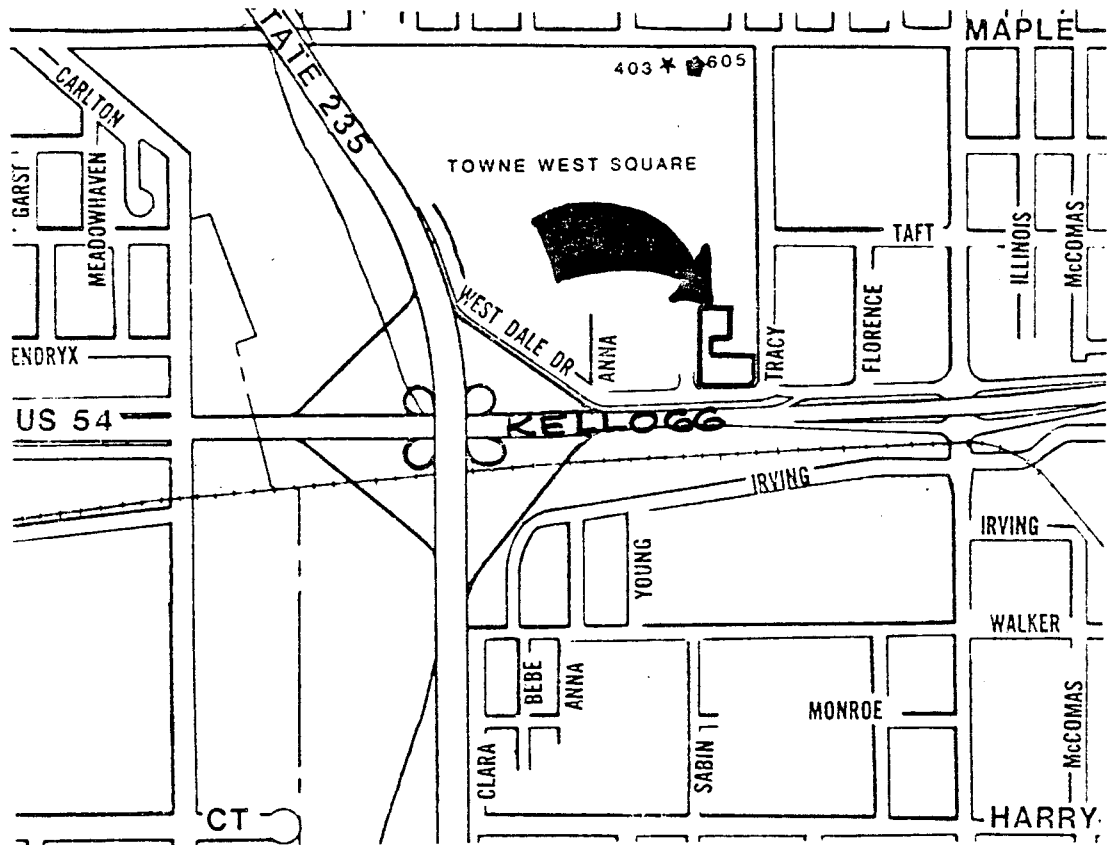 MAPLE
TATE 235
403 605
CARLTON
TOWNE WEST SQUARE
GARST
MEADOWHAVEN
TAFT
ILLINOIS
McCOMAS
WEST DALE DR
ANNA
TRACY
FLORENCE
ENDRYX
US 54
KELLOGG
IRVING
IRVING
YOUNG
WALKER
BEBE
ANNA
MONROE
McCOMAS
CLARA
SABIN
CT
HARRY